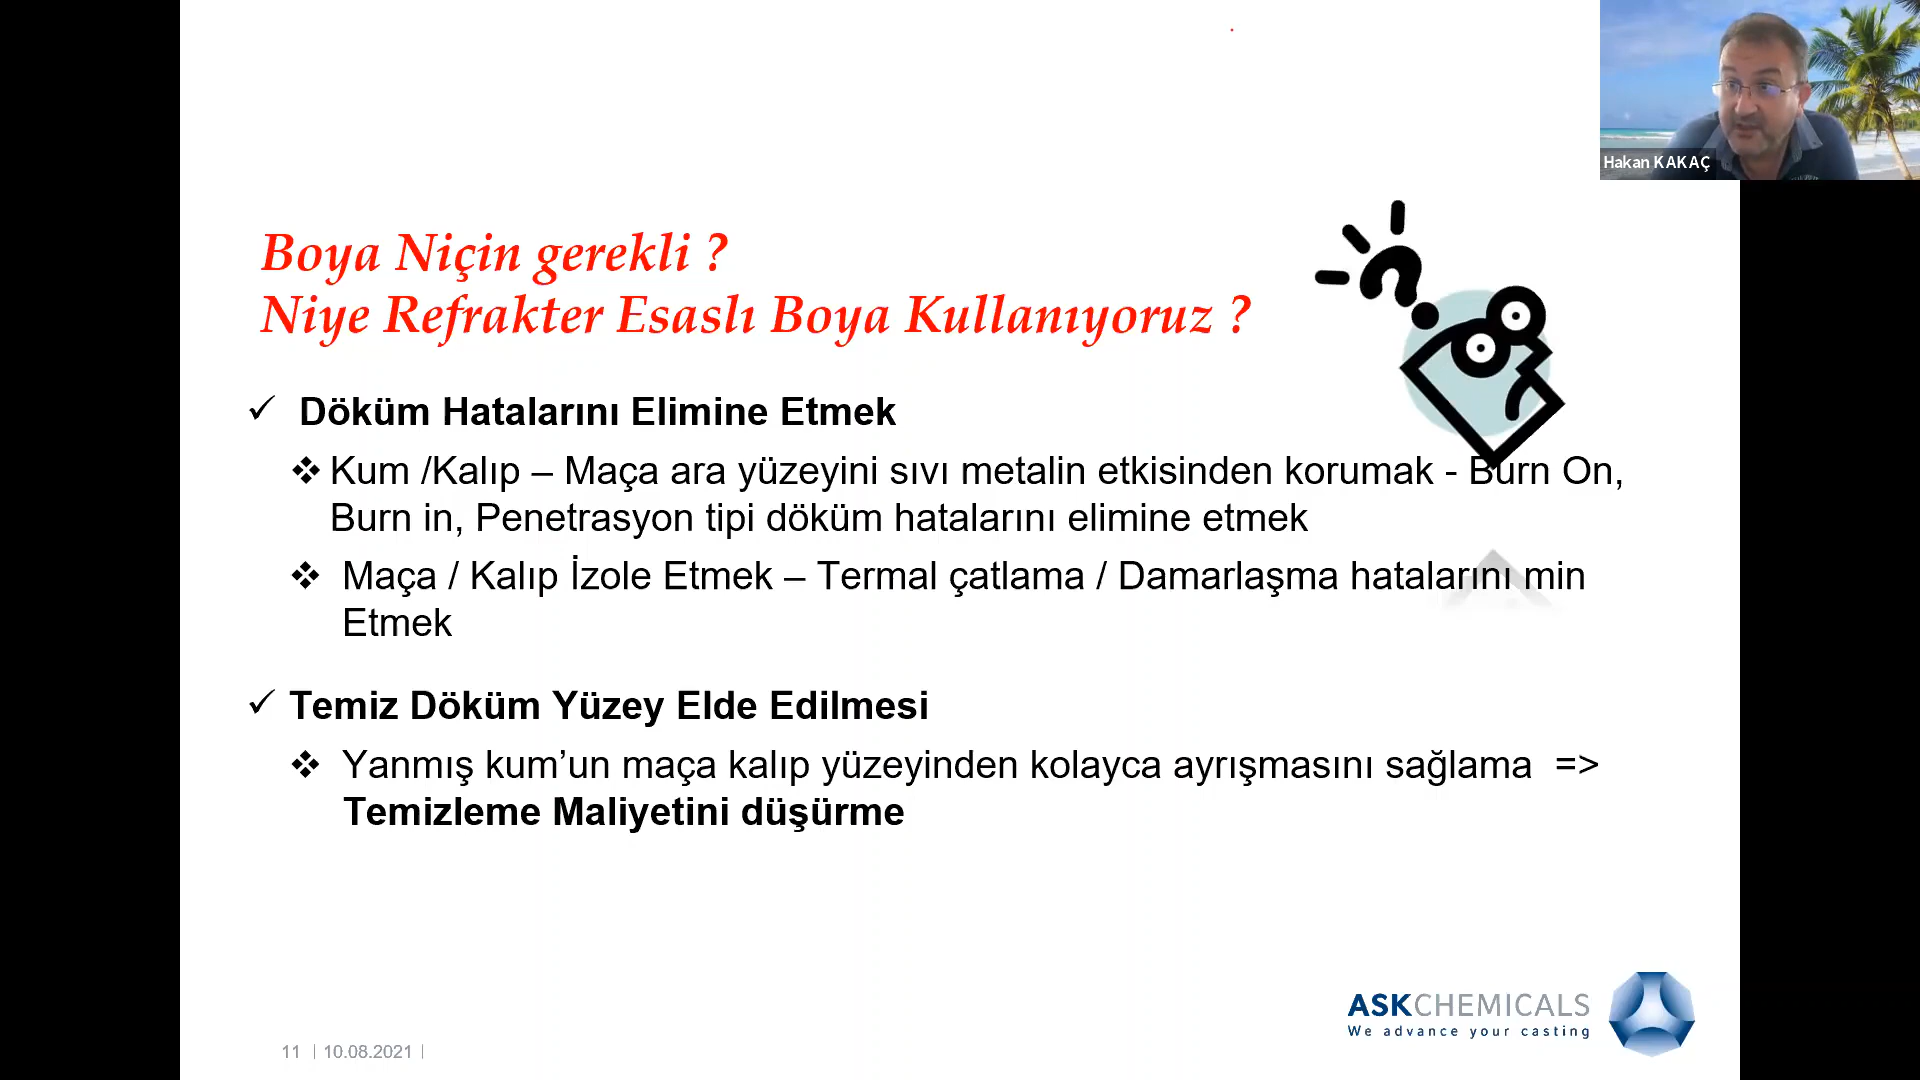 Hakan KAKAÇ
Boya Niçin gerekli ?
Niye Refrakter Esaslı Boya Kullanıyoruz ?
✓ Döküm Hatalarını Elimine Etmek
❖ Kum /Kalıp – Maça ara yüzeyini sıvı metalin etkisinden korumak - Burn On,
Burn in, Penetrasyon tipi döküm hatalarını elimine etmek
❖ Maça / Kalıp İzole Etmek – Termal çatlama / Damarlaşma hatalarını min
Etmek
✓ Temiz Döküm Yüzey Elde Edilmesi
❖ Yanmış kum’un maça kalıp yüzeyinden kolayca ayrışmasını sağlama =>
Temizleme Maliyetini düşürme
ASKCHEMICALS
We advance your casting
11 | 10.08.2021 |